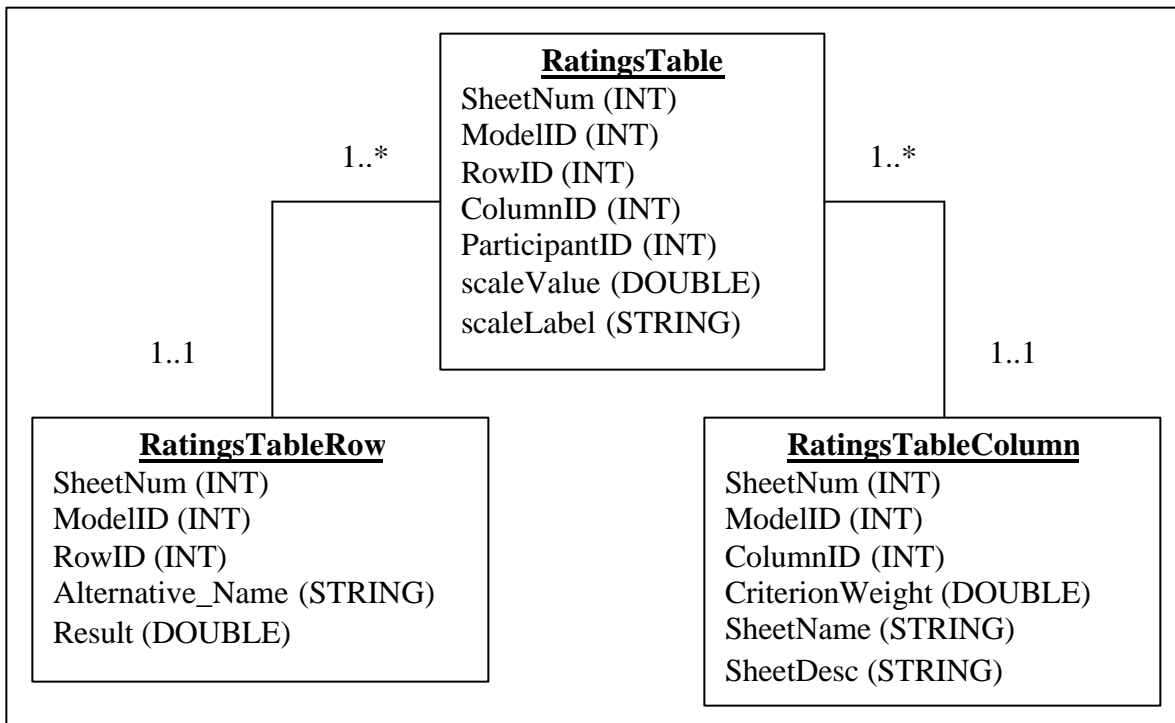 RatingsTable
SheetNum (INT)
ModelID (INT)
RowID (INT)
ColumnID (INT)
ParticipantID (INT)
scaleValue (DOUBLE)
scaleLabel (STRING)
1..*
1..*
1..1
1..1
RatingsTableRow
SheetNum (INT)
ModelID (INT)
RowID (INT)
Alternative_Name (STRING)
Result (DOUBLE)
RatingsTableColumn
SheetNum (INT)
ModelID (INT)
ColumnID (INT)
CriterionWeight (DOUBLE)
SheetName (STRING)
SheetDesc (STRING)